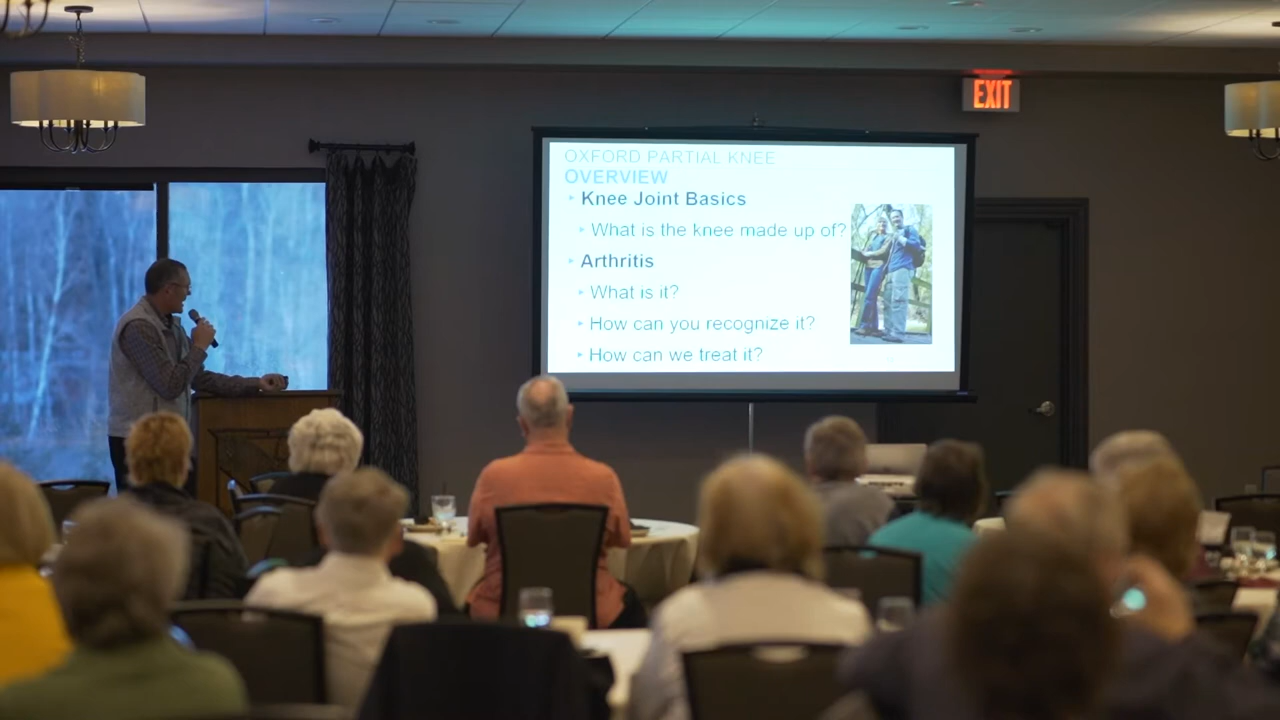 EXIT
OXFORD PARTIAL KNEE
OVERVIEW
Knee Joint Basics
What is the knee made up of?
Arthritis
What is it?
How can you recognize it?
How can we treat it?